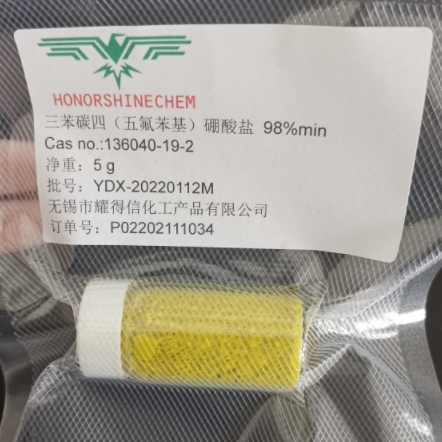 HONORSHINECHEM
三苯碳四（五氟苯基）硼酸盐 98%min
Cas no.:136040-19-2
净重：5 g
批号：YDX-20220112M
无锡市耀得信化工产品有限公司
订单号：P02202111034